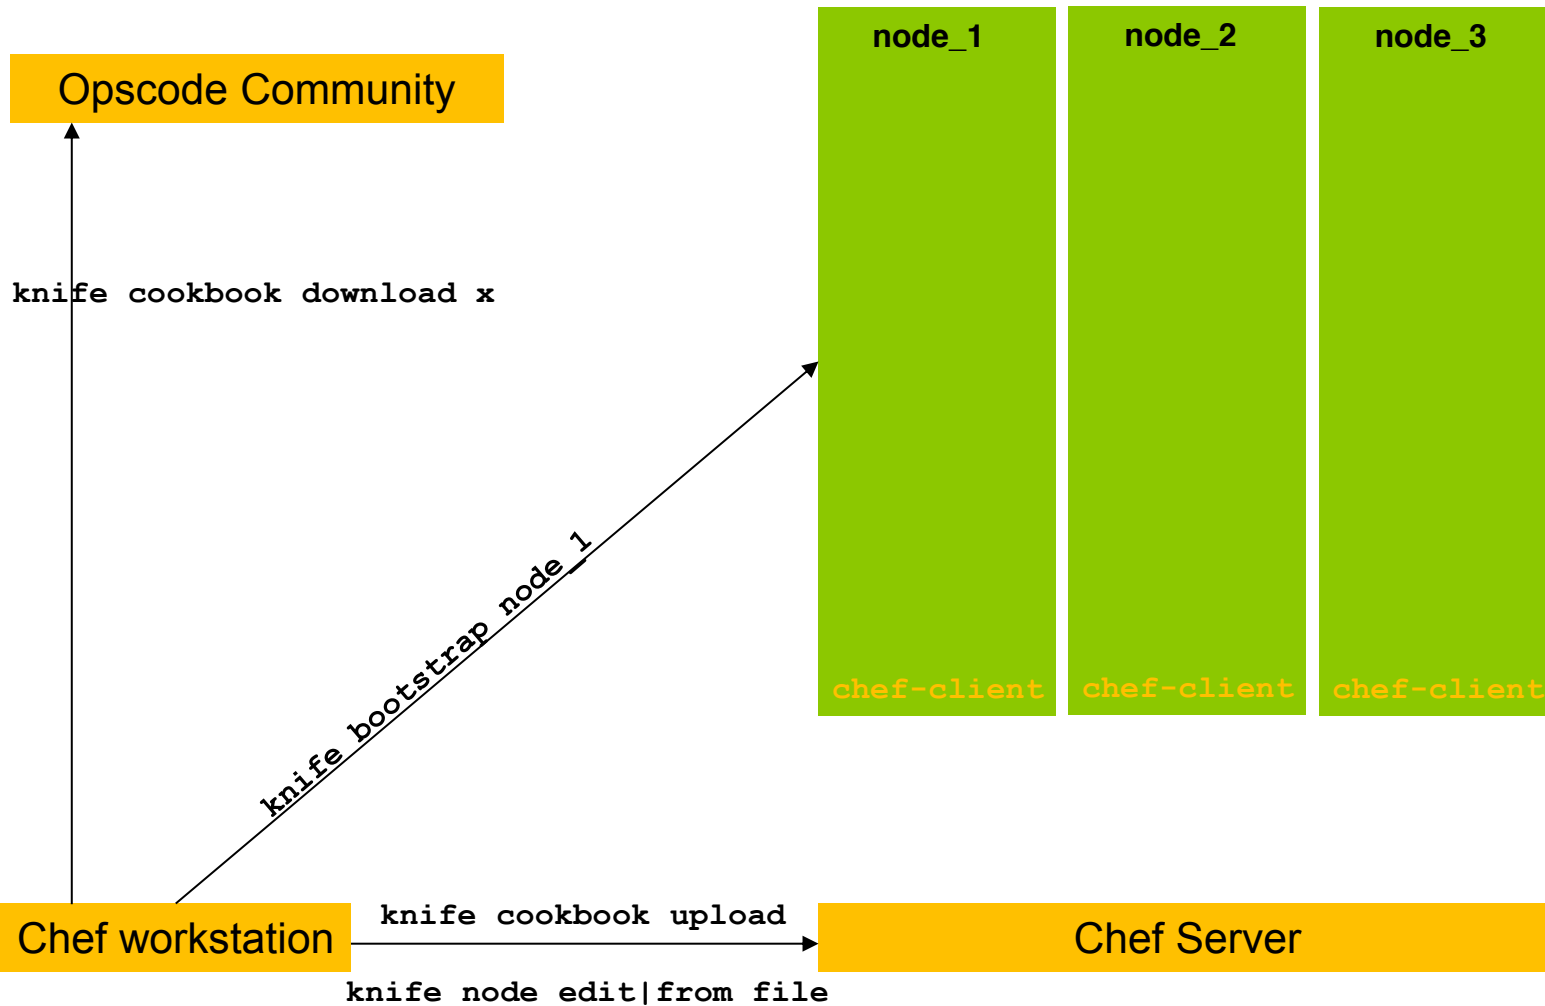 node_1
node_2
node_3
Opscode Community
knife cookbook download x
knife bootstrap node_1
chef-client
chef-client
chef-client
knife cookbook upload
Chef workstation
Chef Server
knife node edit|from file